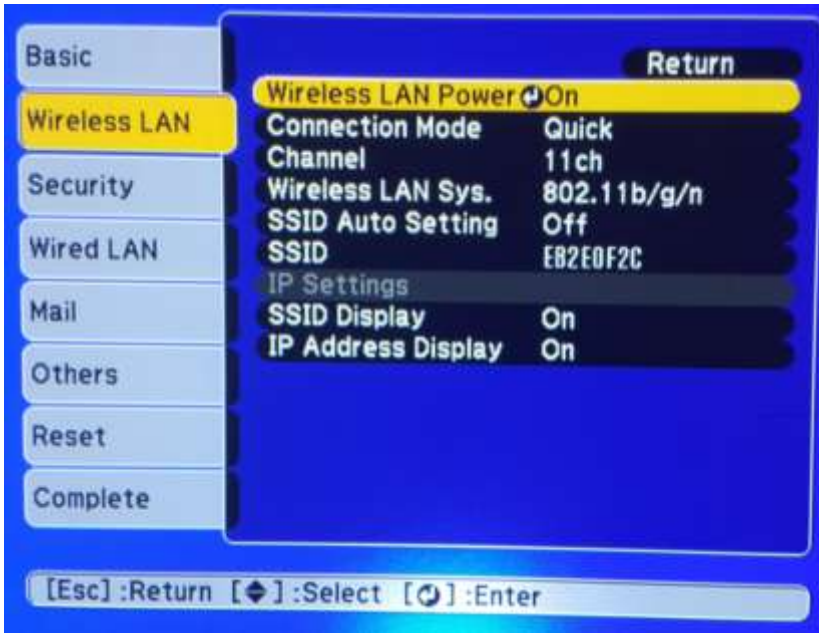 Basic
Wireless LAN
Security
Wired LAN
Mail
Others
Reset
Complete
Return
Wireless LAN Power On
Connection Mode Quick
Channel 11ch
Wireless LAN Sys. 802.11b/g/n
SSID Auto Setting Off
SSID EB2E0F2C
IP Settings
SSID Display On
IP Address Display On
[Esc] :Return [◆] :Select [⏎] :Enter